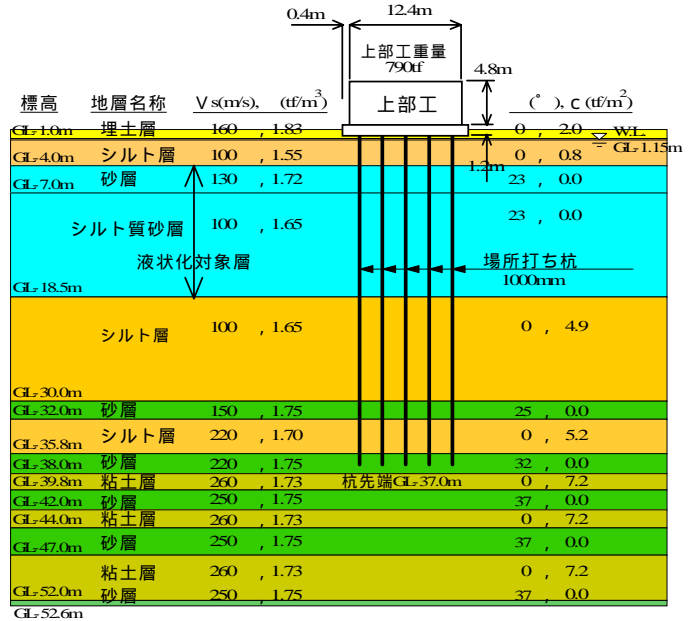 0.4m 12.4m
上部工重量
790tf
4.8m
標高 地層名称 Vs(m/s), (tf/m³) 上部工 (°), c(tf/m²)
GL-1.0m 埋土層 160 , 1.83 0 , 2.0 W.L.
GL-1.15m
GL-4.0m シルト層 100 , 1.55 1.2m 0 , 0.8
GL-7.0m 砂層 130 , 1.72 23 , 0.0
シルト質砂層 100 , 1.65 23 , 0.0
液状化対象層 場所打ち杭
1000mm
GL-18.5m
シルト層 100 , 1.65 0 , 4.9
GL-30.0m
GL-32.0m 砂層 150 , 1.75 25 , 0.0
シルト層 220 , 1.70 0 , 5.2
GL-35.8m
GL-38.0m 砂層 220 , 1.75 32 , 0.0
GL-39.8m 粘土層 260 , 1.73 杭先端GL-37.0m 0 , 7.2
GL-42.0m 砂層 250 , 1.75 37 , 0.0
GL-44.0m 粘土層 260 , 1.73 0 , 7.2
GL-47.0m 砂層 250 , 1.75 37 , 0.0
粘土層 260 , 1.73 0 , 7.2
GL-52.0m 砂層 250 , 1.75 37 , 0.0
GL-52.6m